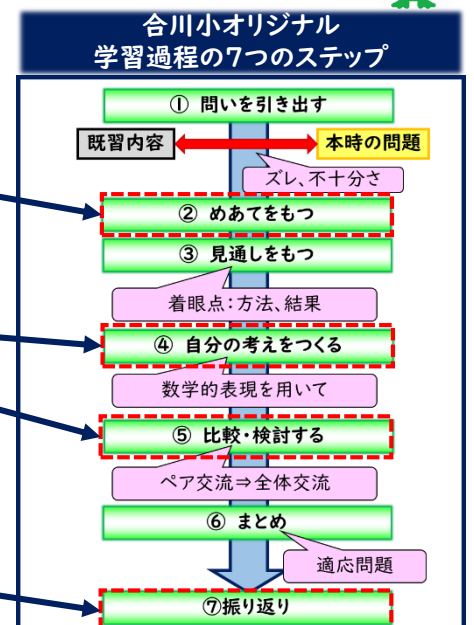 合川小オリジナル
学習過程の7つのステップ
① 問いを引き出す
既習内容
本時の問題
ズレ、不十分さ
② めあてをもつ
③ 見通しをもつ
着眼点：方法、結果
④ 自分の考えをつくる
数学的表現を用いて
⑤ 比較・検討する
ペア交流⇒全体交流
⑥ まとめ
適応問題
⑦振り返り